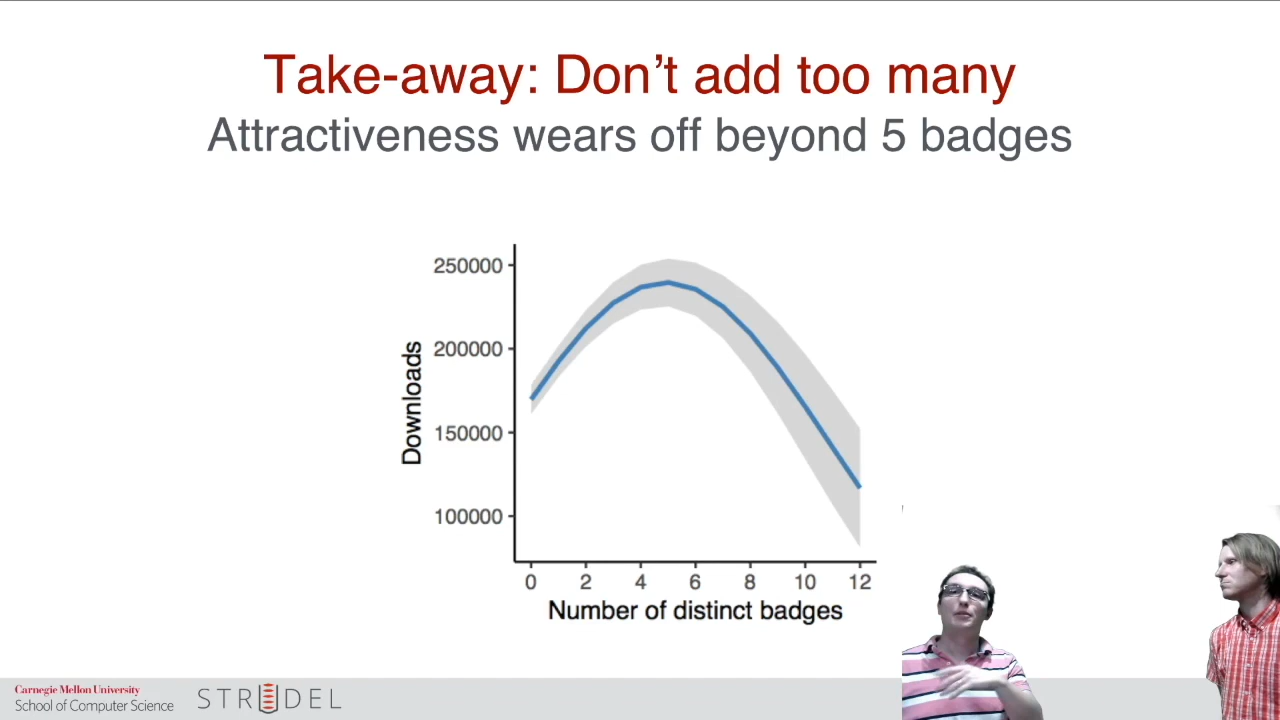 Take-away: Don't add too many
Attractiveness wears off beyond 5 badges
250000
200000
150000
100000
Downloads
0 2 4 6 8 10 12
Number of distinct badges
Carnegie Mellon University
School of Computer Science
STRUDEL